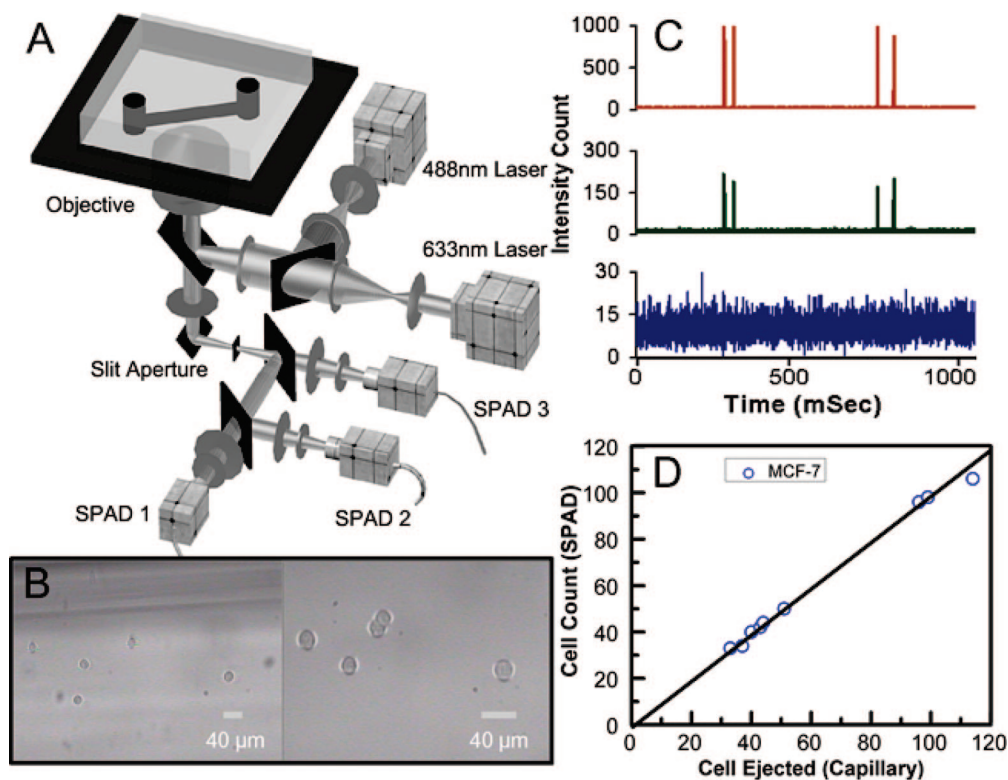 A
488nm Laser
Objective
633nm Laser
Slit Aperture
SPAD 3
SPAD 1
SPAD 2
B
40 µm
40 µm
C
Intensity Count
1000
500
0
300
150
0
30
15
0
0
500
1000
Time (mSec)
D
MCF-7
Cell Count (SPAD)
120
100
80
60
40
20
0
0 20 40 60 80 100 120
Cell Ejected (Capillary)